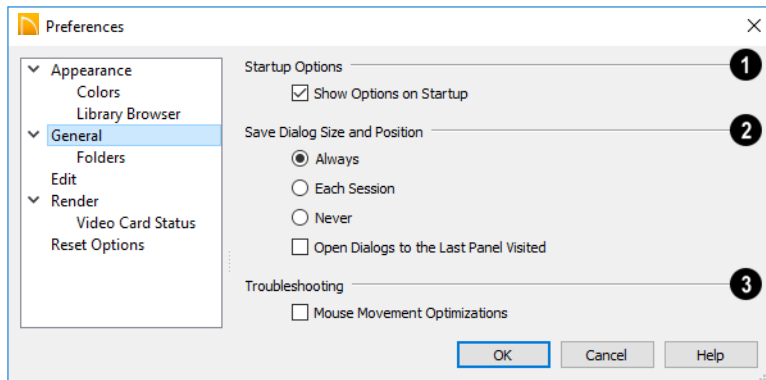 Preferences
Appearance
Colors
Library Browser
General
Folders
Edit
Render
Video Card Status
Reset Options
Startup Options 1
Show Options on Startup
Save Dialog Size and Position 2
Always
Each Session
Never
Open Dialogs to the Last Panel Visited
Troubleshooting 3
Mouse Movement Optimizations
OK Cancel Help